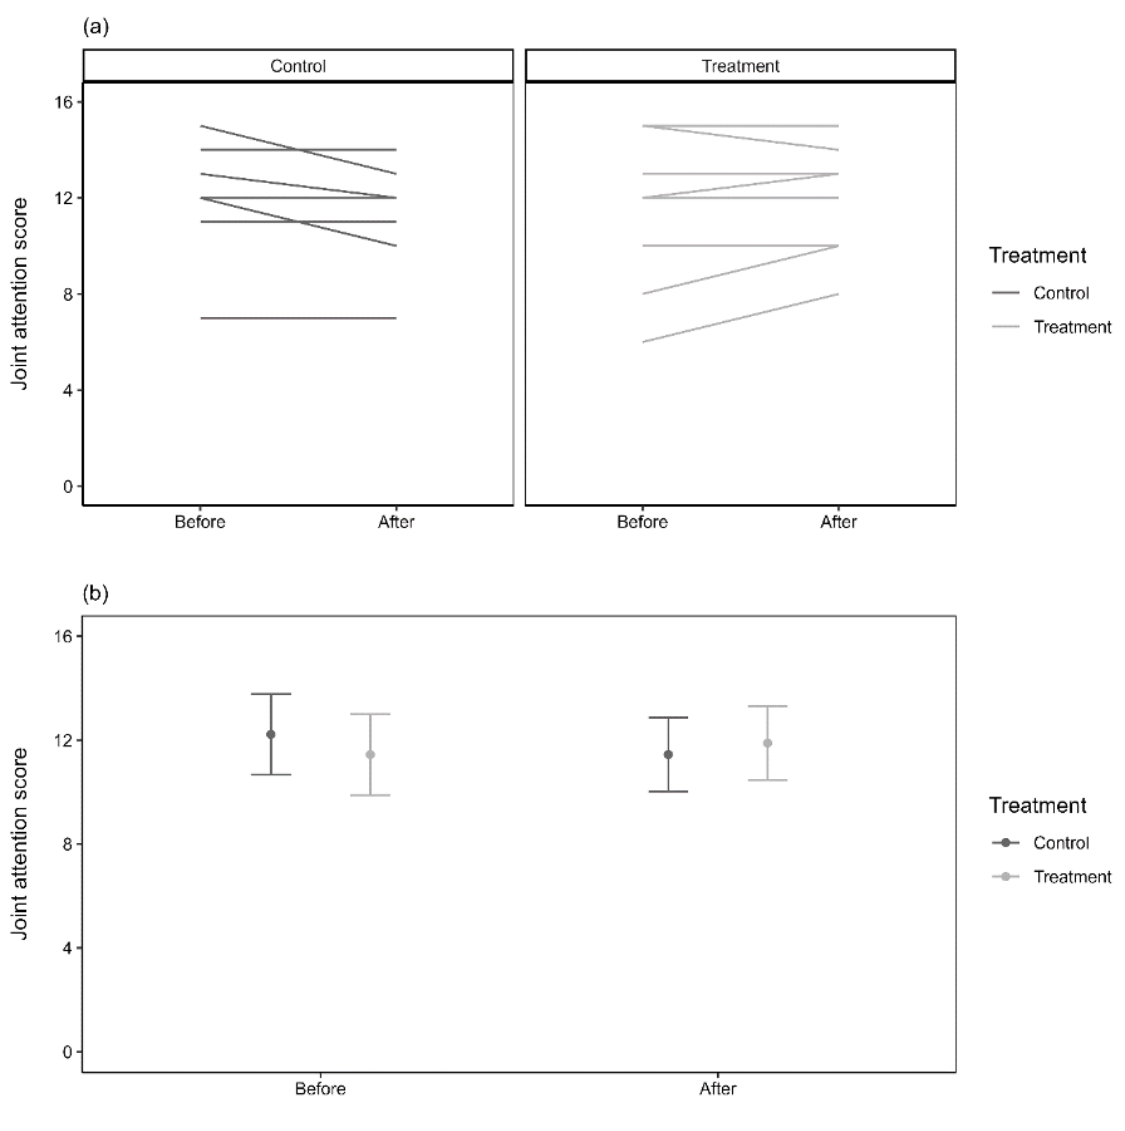 (a)
Control
Treatment
16
12
8
4
0
Joint attention score
Before
After
Before
After
Treatment
Control
Treatment
(b)
16
12
8
4
0
Joint attention score
Before
After
Treatment
Control
Treatment